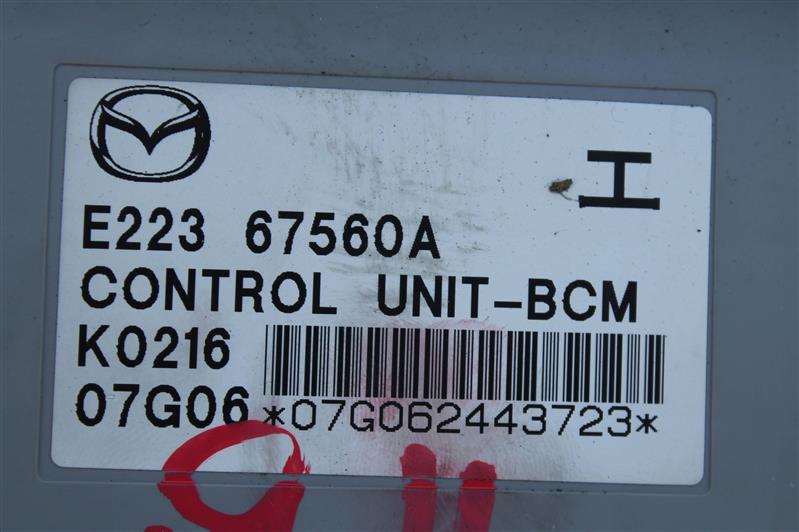 H
E223 67560A
CONTROL UNIT-BCM
K0216
07G06 *07G062443723*